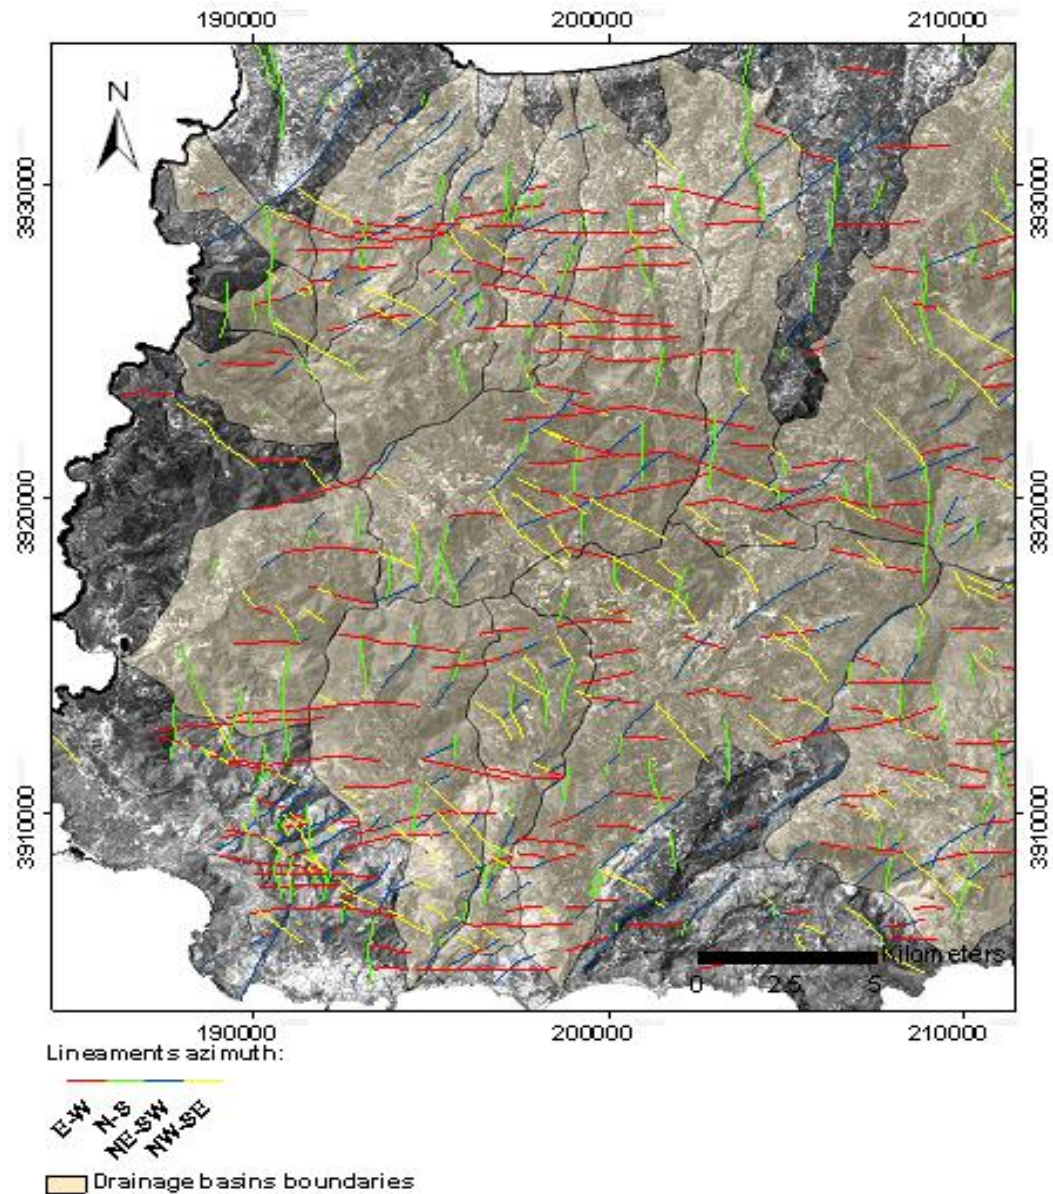 190000 200000 210000
N
3930000 3930000
3920000 3920000
3910000 3910000
Kilometers
0 2.5 5
190000 200000 210000
Lineaments azimuth:
E-W N-S NE-SW NW-SE
Drainage basins boundaries